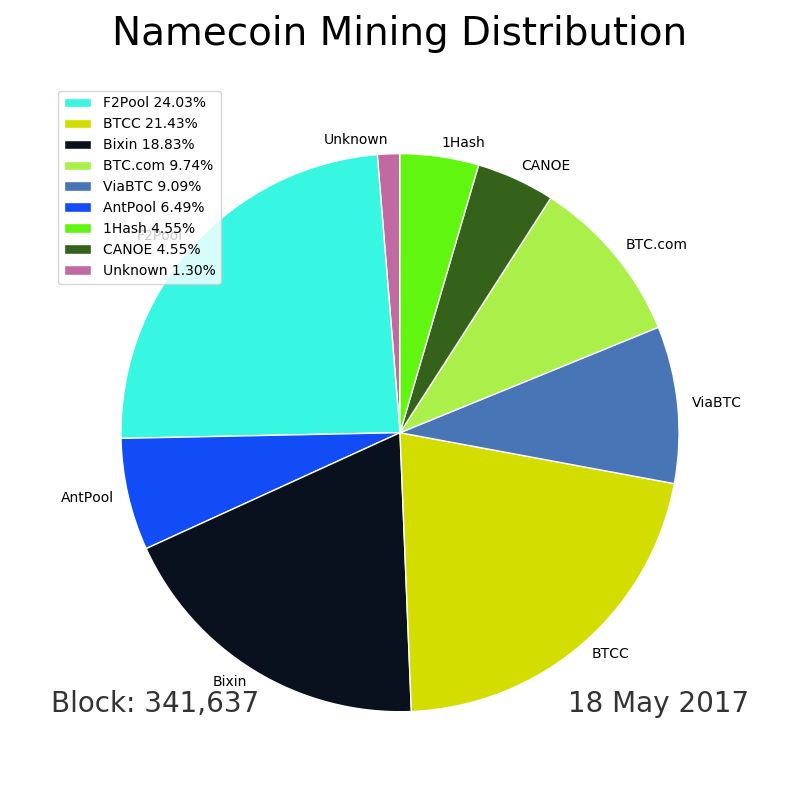 Namecoin Mining Distribution
F2Pool 24.03%
BTCC 21.43%
Bixin 18.83%
BTC.com 9.74%
ViaBTC 9.09%
AntPool 6.49%
1Hash 4.55%
CANOE 4.55%
Unknown 1.30%
Unknown
1Hash
CANOE
F2Pool
BTC.com
ViaBTC
AntPool
BTCC
Bixin
Block: 341,637
18 May 2017